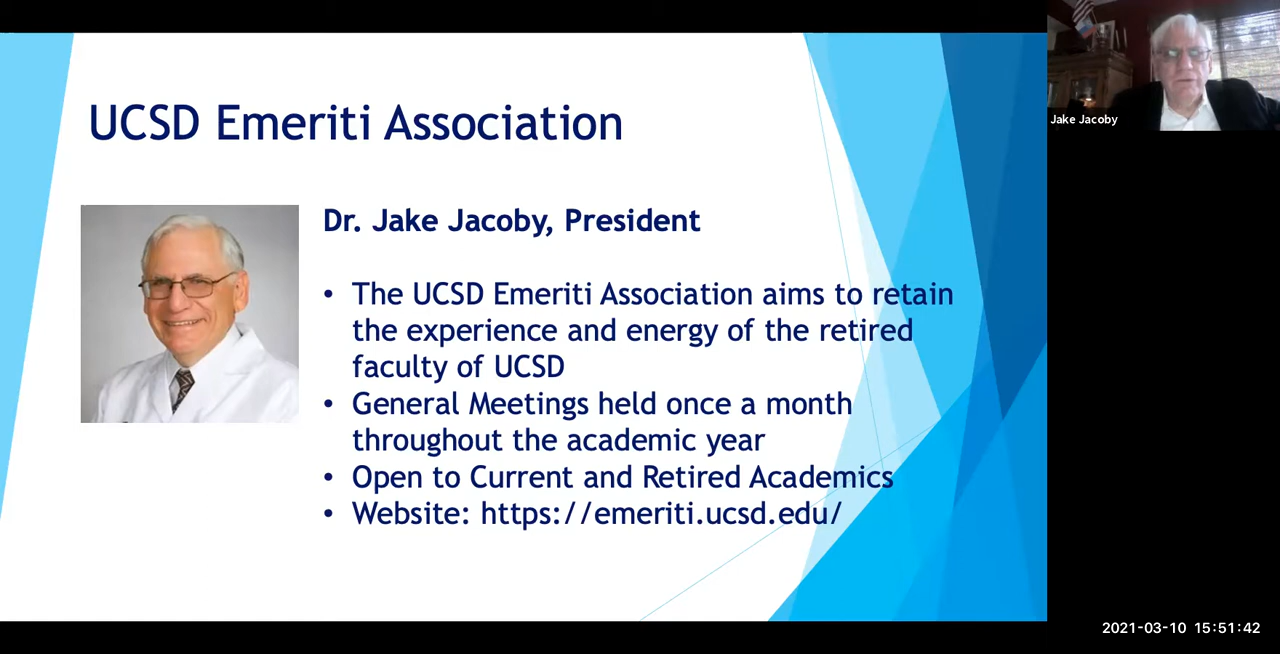 UCSD Emeriti Association
Dr. Jake Jacoby, President
• The UCSD Emeriti Association aims to retain
the experience and energy of the retired
faculty of UCSD
• General Meetings held once a month
throughout the academic year
• Open to Current and Retired Academics
• Website: https://emeriti.ucsd.edu/
Jake Jacoby
2021-03-10 15:51:42